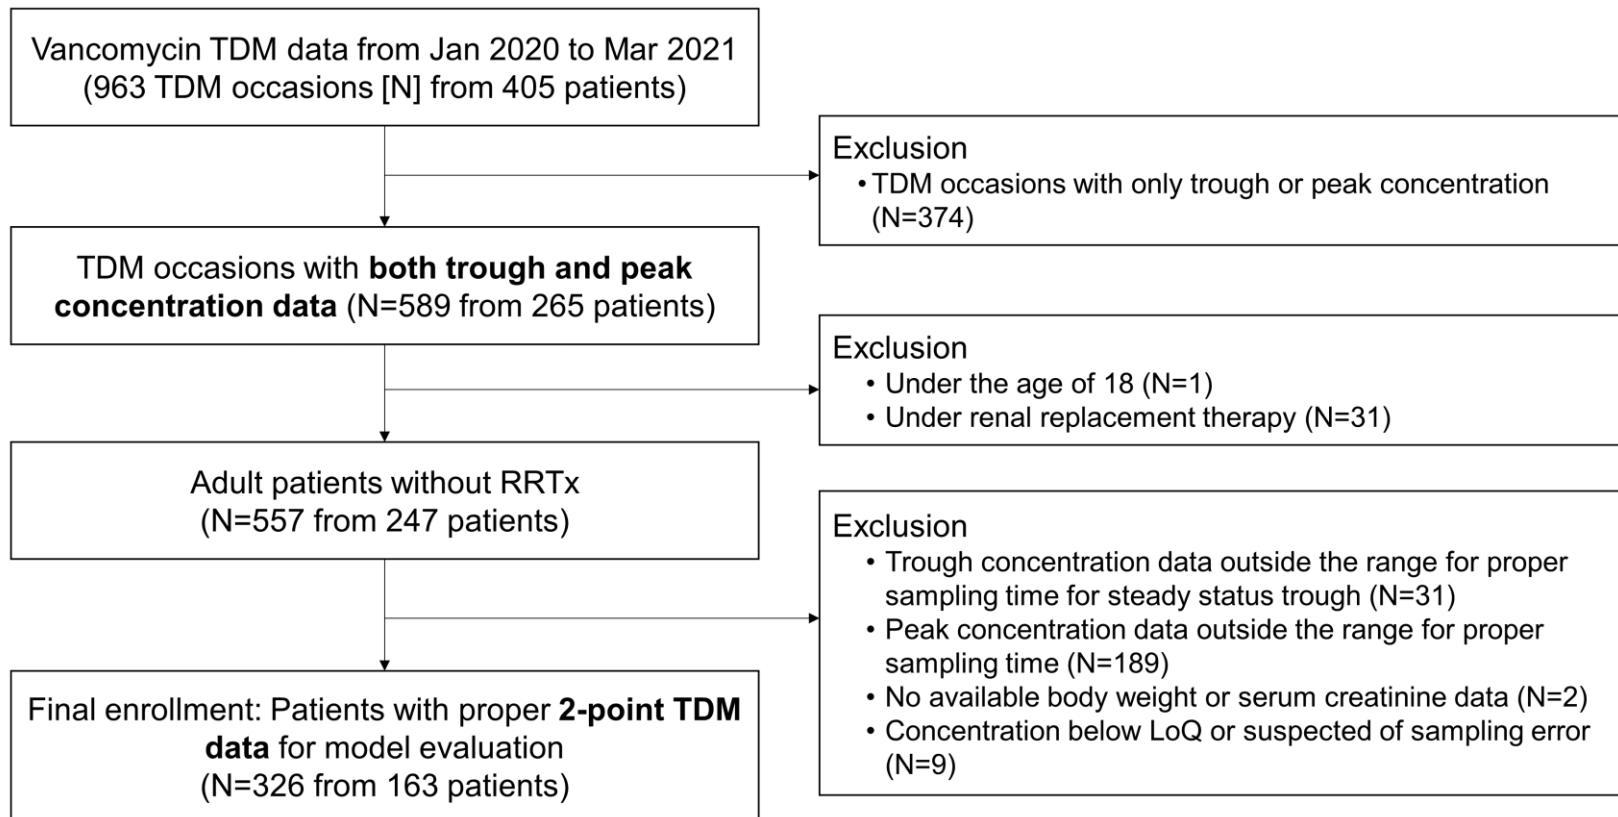 Vancomycin TDM data from Jan 2020 to Mar 2021
(963 TDM occasions [N] from 405 patients)
Exclusion
• TDM occasions with only trough or peak concentration
(N=374)
TDM occasions with both trough and peak
concentration data (N=589 from 265 patients)
Exclusion
• Under the age of 18 (N=1)
• Under renal replacement therapy (N=31)
Adult patients without RRTx
(N=557 from 247 patients)
Exclusion
• Trough concentration data outside the range for proper
sampling time for steady status trough (N=31)
• Peak concentration data outside the range for proper
sampling time (N=189)
• No available body weight or serum creatinine data (N=2)
• Concentration below LoQ or suspected of sampling error
(N=9)
Final enrollment: Patients with proper 2-point TDM
data for model evaluation
(N=326 from 163 patients)